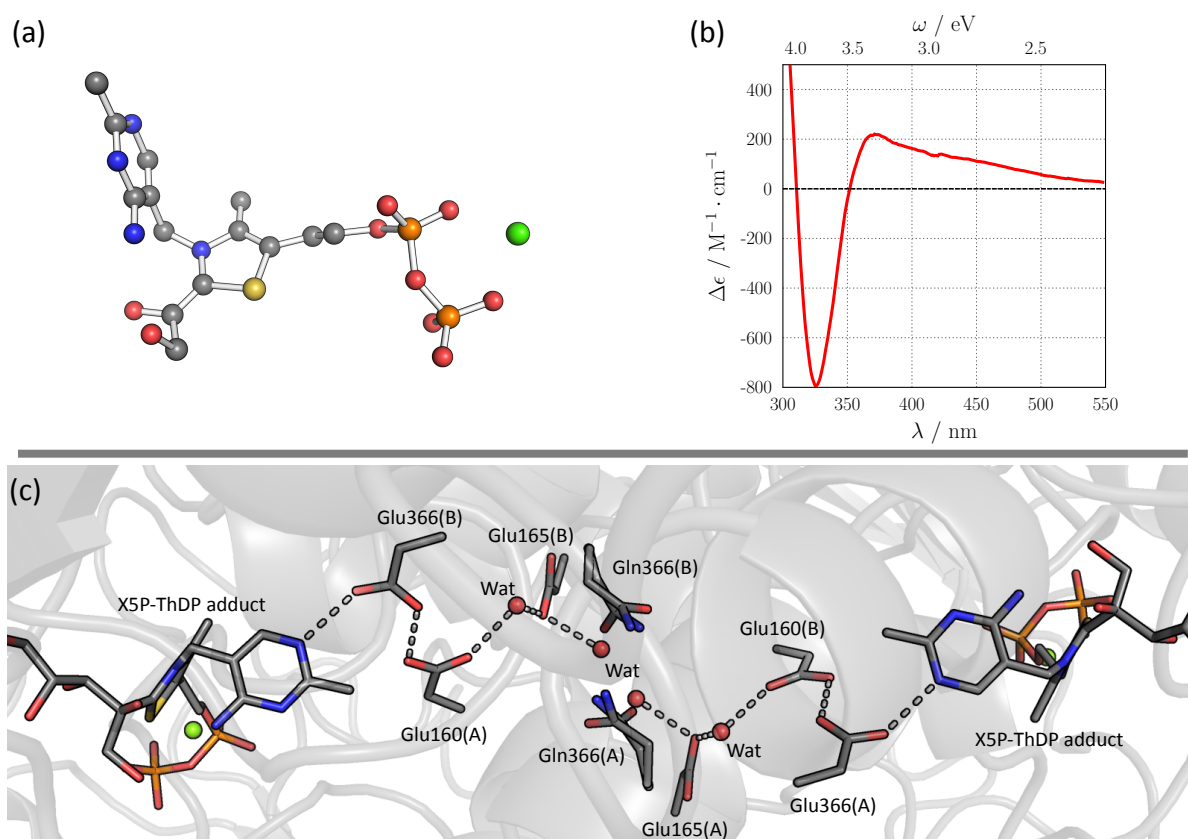 (a)
(b)
ω / eV
4.0 3.5 3.0 2.5
400
200
0
-200
-400
-600
-800
Δϵ / M⁻¹ · cm⁻¹
300 350 400 450 500 550
λ / nm
(c)
Glu366(B)
Glu165(B)
Gln366(B)
Wat
X5P-ThDP adduct
Glu160(B)
Wat
Glu160(A)
Gln366(A)
Wat
X5P-ThDP adduct
Glu366(A)
Glu165(A)